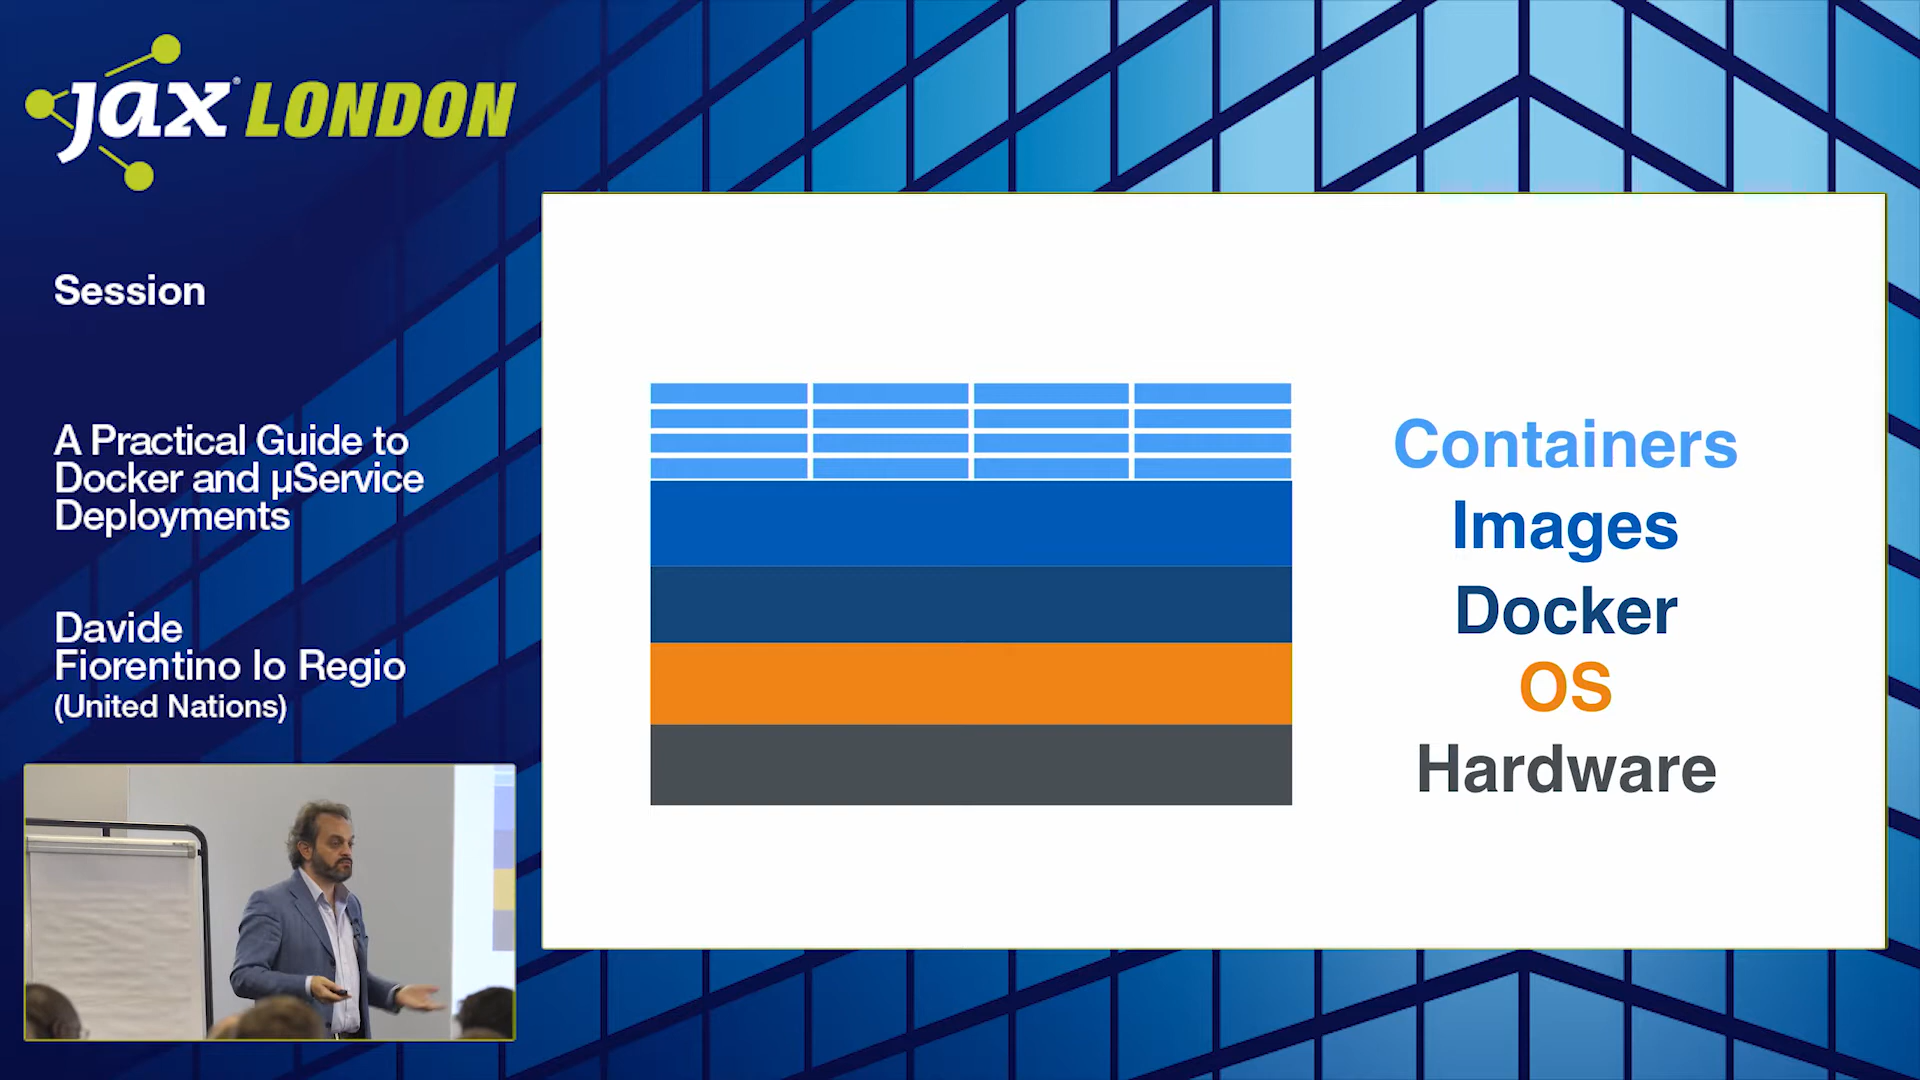 jax LONDON
Session
A Practical Guide to
Docker and µService
Deployments
Davide
Fiorentino lo Regio
(United Nations)
Containers
Images
Docker
OS
Hardware